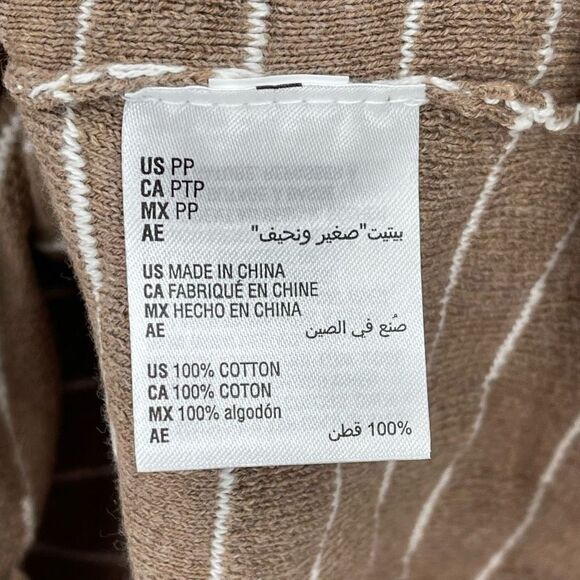 US PP
CA PTP
MX PP
AE بيتيت"صغير ونحيف"
US MADE IN CHINA
CA FABRIQUÉ EN CHINE
MX HECHO EN CHINA
AE صُنع في الصين
US 100% COTTON
CA 100% COTON
MX 100% algodón
AE 100% قطن